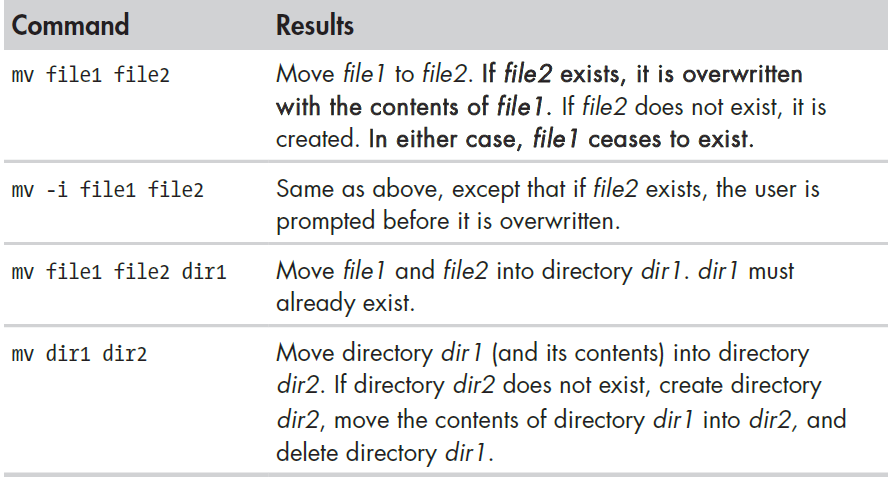 Command Results
mv file1 file2 Move file1 to file2. If file2 exists, it is overwritten
with the contents of file1. If file2 does not exist, it is
created. In either case, file1 ceases to exist.
mv -i file1 file2 Same as above, except that if file2 exists, the user is
prompted before it is overwritten.
mv file1 file2 dir1 Move file1 and file2 into directory dir1. dir1 must
already exist.
mv dir1 dir2 Move directory dir1 (and its contents) into directory
dir2. If directory dir2 does not exist, create directory
dir2, move the contents of directory dir1 into dir2, and
delete directory dir1.